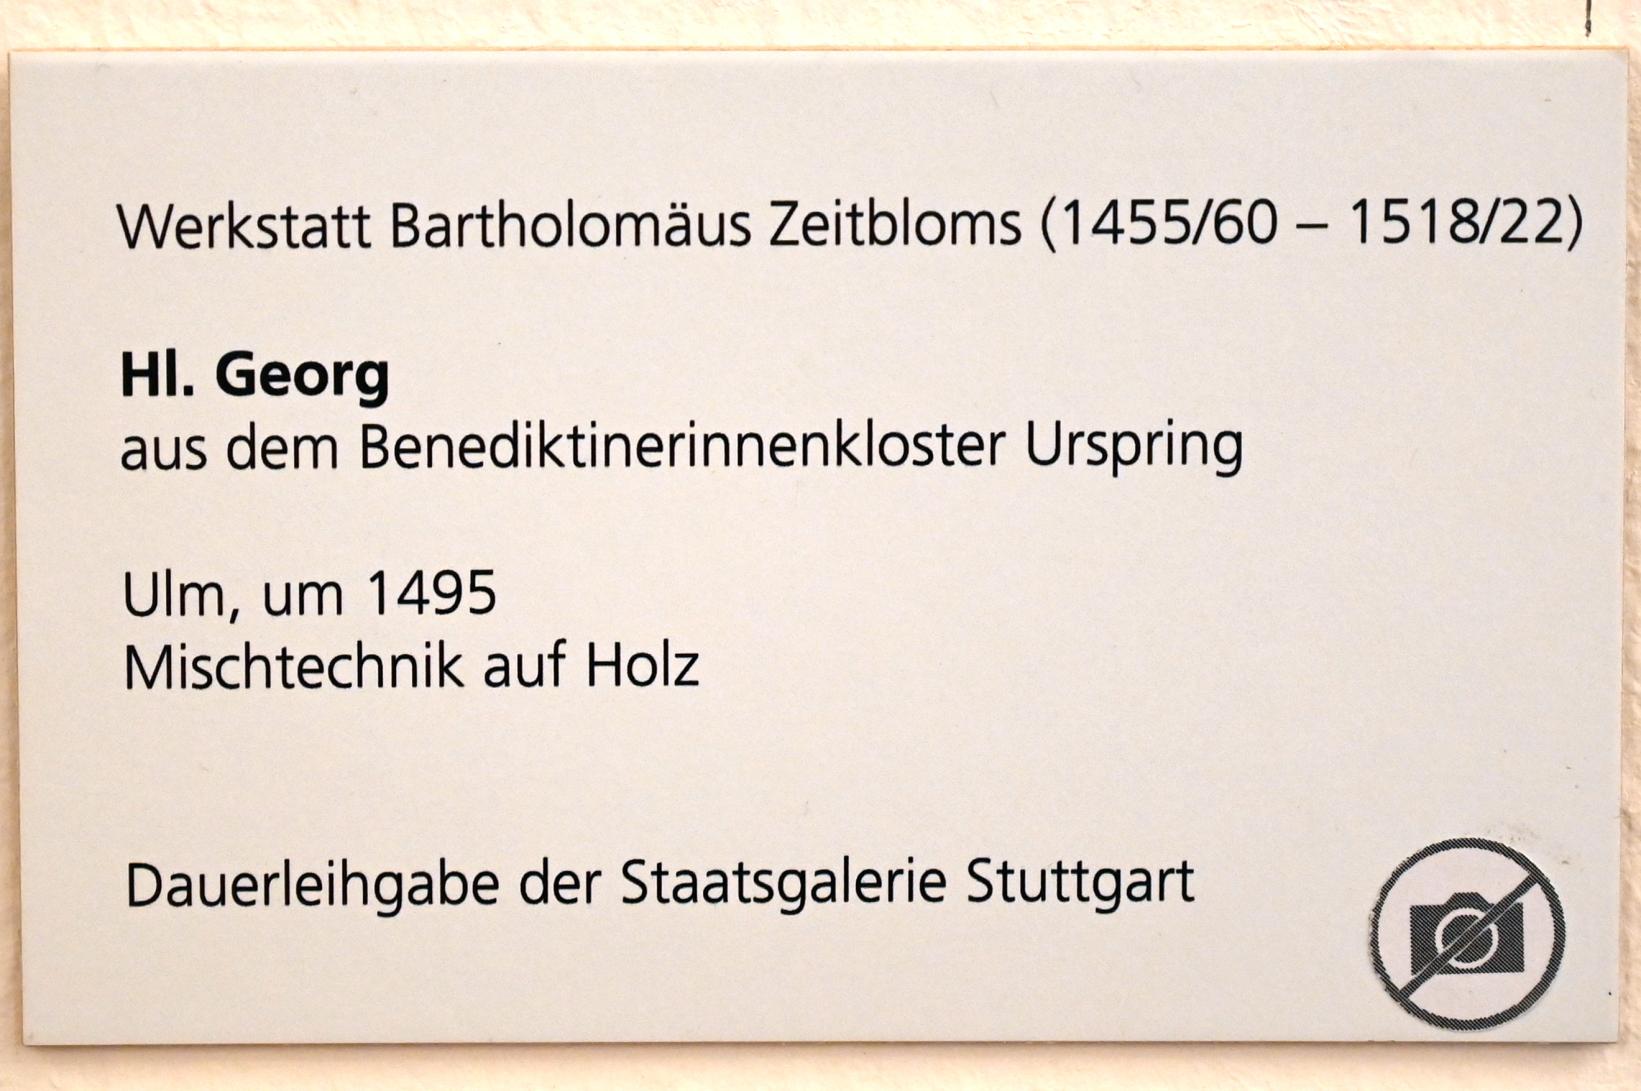 Werkstatt Bartholomäus Zeitbloms (1455/60 – 1518/22)
Hl. Georg
aus dem Benediktinerinnenkloster Urspring
Ulm, um 1495
Mischtechnik auf Holz
Dauerleihgabe der Staatsgalerie Stuttgart